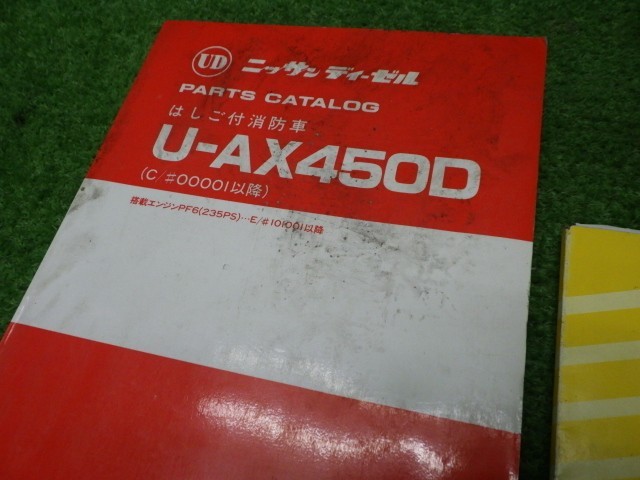 UD ニッサン ディーゼル
PARTS CATALOG
はしご付消防車
U-AX450D
(C/#00001以降)
搭載エンジンPF6(235PS)…E/#101001以降